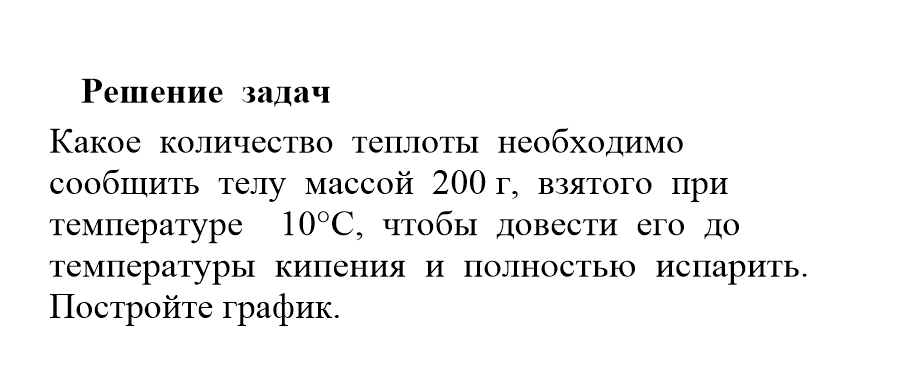 Решение задач
Какое количество теплоты необходимо
сообщить телу массой 200 г, взятого при
температуре 10°С, чтобы довести его до
температуры кипения и полностью испарить.
Постройте график.